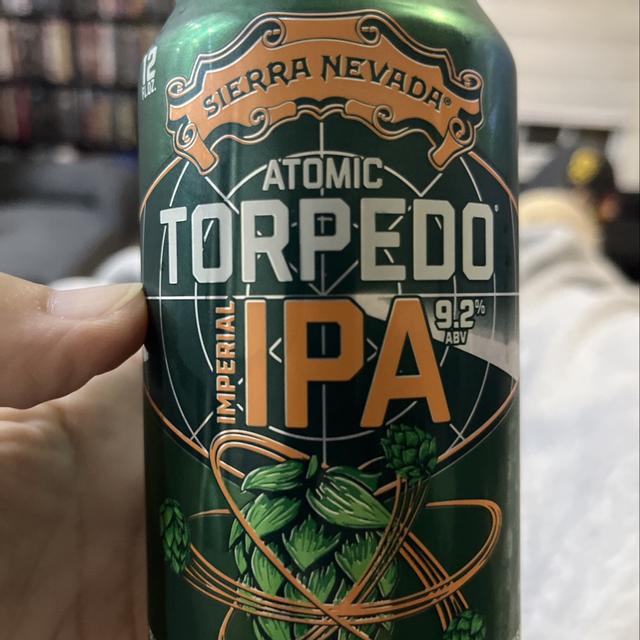 12
FL.OZ.
SIERRA NEVADA®
ATOMIC
TORPEDO®
IMPERIAL
IPA
9.2%
ABV